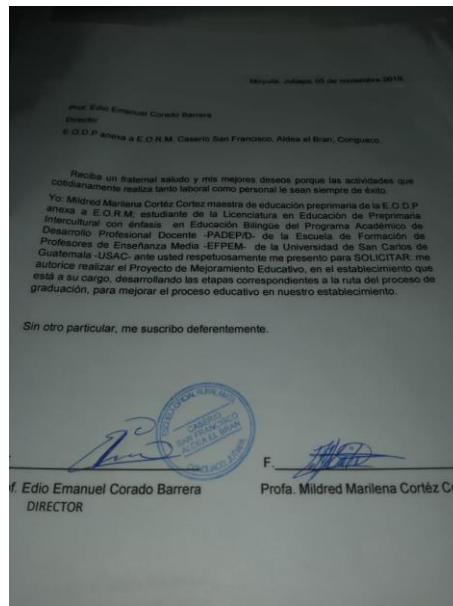 Moyuta, Jutiapa, 05 de noviembre 2018.
prof. Edio Emanuel Corado Barrera
Director
E.O.D.P anexa a E.O.R.M. Caserío San Francisco, Aldea el Bran, Conguaco.
Reciba un fraternal saludo y mis mejores deseos porque las actividades que
cotidianamente realiza tanto laboral como personal le sean siempre de éxito.
Yo: Mildred Marilena Cortéz Cortez maestra de educación preprimaria de la E.O.D.P
anexa a E.O.R.M; estudiante de la Licenciatura en Educación de Preprimaria
Intercultural con énfasis en Educación Bilingüe del Programa Académico de
Desarrollo Profesional Docente -PADEP/D- de la Escuela de Formación de
Profesores de Enseñanza Media -EFPEM- de la Universidad de San Carlos de
Guatemala -USAC- ante usted respetuosamente me presento para SOLICITAR: me
autorice realizar el Proyecto de Mejoramiento Educativo, en el establecimiento que
está a su cargo, desarrollando las etapas correspondientes a la ruta del proceso de
graduación, para mejorar el proceso educativo en nuestro establecimiento.
Sin otro particular, me suscribo deferentemente.
ESCUELA OFICIAL RURAL MIXTA
CASERIO
SAN FRANCISCO
ALDEA EL BRAN
CONGUACO, JUTIAPA
F.
f. Edio Emanuel Corado Barrera
Profa. Mildred Marilena Cortéz Co
DIRECTOR